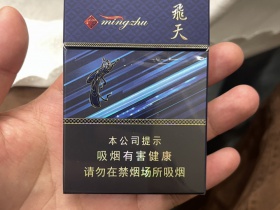 mingzhu
飛天
本公司提示
吸烟有害健康
请勿在禁烟场所吸烟